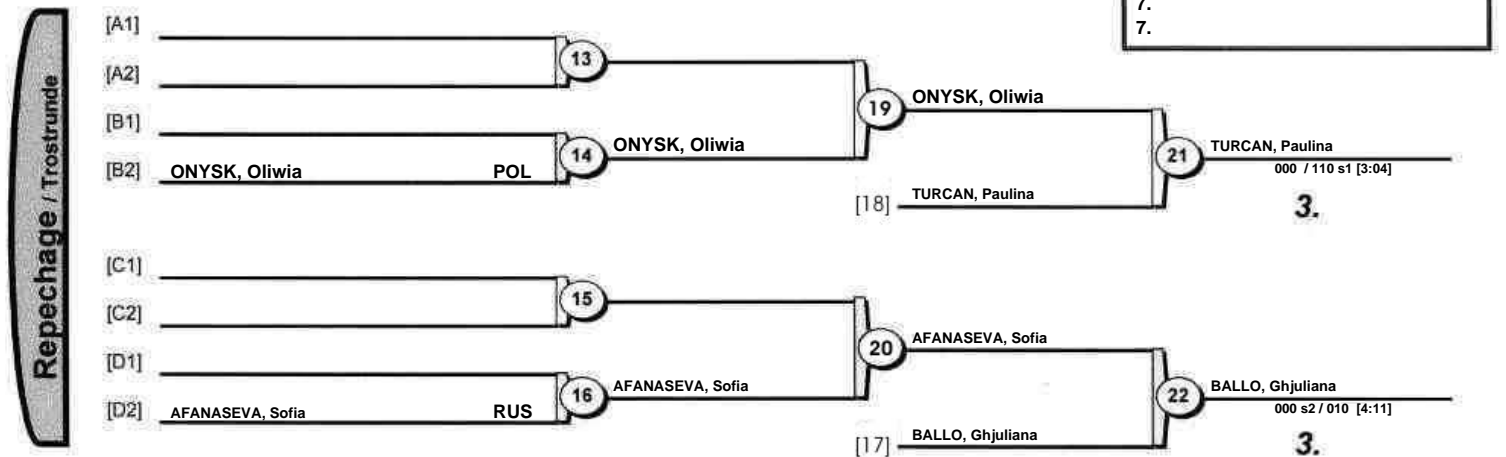 7.
7.
Repechage / Trostrunde
[A1]
[A2]
13
[B1]
[B2] ONYSK, Oliwia POL
14
ONYSK, Oliwia
19
ONYSK, Oliwia
[18] TURCAN, Paulina
21
TURCAN, Paulina
000 / 110 s1 [3:04]
3.
[C1]
[C2]
15
[D1]
[D2] AFANASEVA, Sofia RUS
16
AFANASEVA, Sofia
20
AFANASEVA, Sofia
[17] BALLO, Ghjuliana
22
BALLO, Ghjuliana
000 s2 / 010 [4:11]
3.